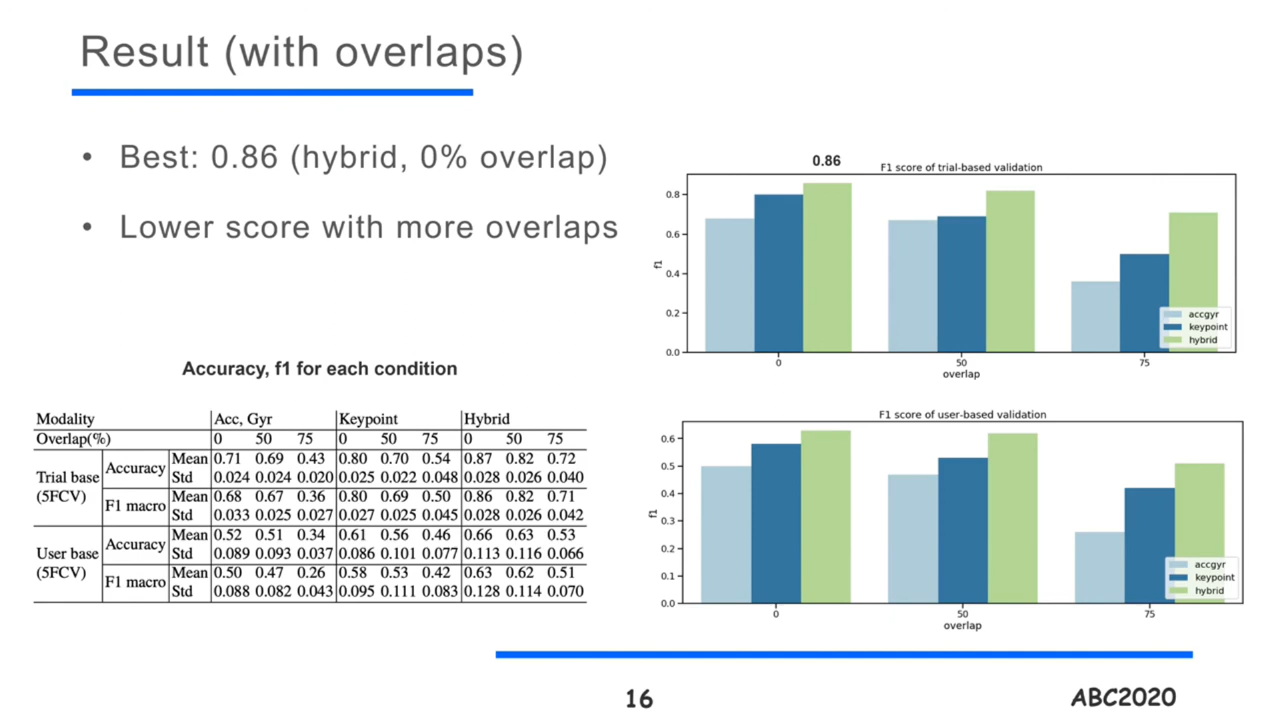 Result (with overlaps)
• Best: 0.86 (hybrid, 0% overlap)
• Lower score with more overlaps
Accuracy, f1 for each condition
Modality Acc, Gyr Keypoint Hybrid
Overlap(%) 0 50 75 0 50 75 0 50 75
Trial base (5FCV) Accuracy Mean 0.71 0.69 0.43 0.80 0.70 0.54 0.87 0.82 0.72
Std 0.024 0.024 0.020 0.025 0.022 0.048 0.028 0.026 0.040
F1 macro Mean 0.68 0.67 0.36 0.80 0.69 0.50 0.86 0.82 0.71
Std 0.033 0.025 0.027 0.027 0.025 0.045 0.028 0.026 0.042
User base (5FCV) Accuracy Mean 0.52 0.51 0.34 0.61 0.56 0.46 0.66 0.63 0.53
Std 0.089 0.093 0.037 0.086 0.101 0.077 0.113 0.116 0.066
F1 macro Mean 0.50 0.47 0.26 0.58 0.53 0.42 0.63 0.62 0.51
Std 0.088 0.082 0.043 0.095 0.111 0.083 0.128 0.114 0.070
0.86
F1 score of trial-based validation
0.8
0.6
0.4
0.2
0.0
f1
0 50 75
overlap
accgyr
keypoint
hybrid
F1 score of user-based validation
0.6
0.5
0.4
0.3
0.2
0.1
0.0
f1
0 50 75
overlap
accgyr
keypoint
hybrid
16
ABC2020